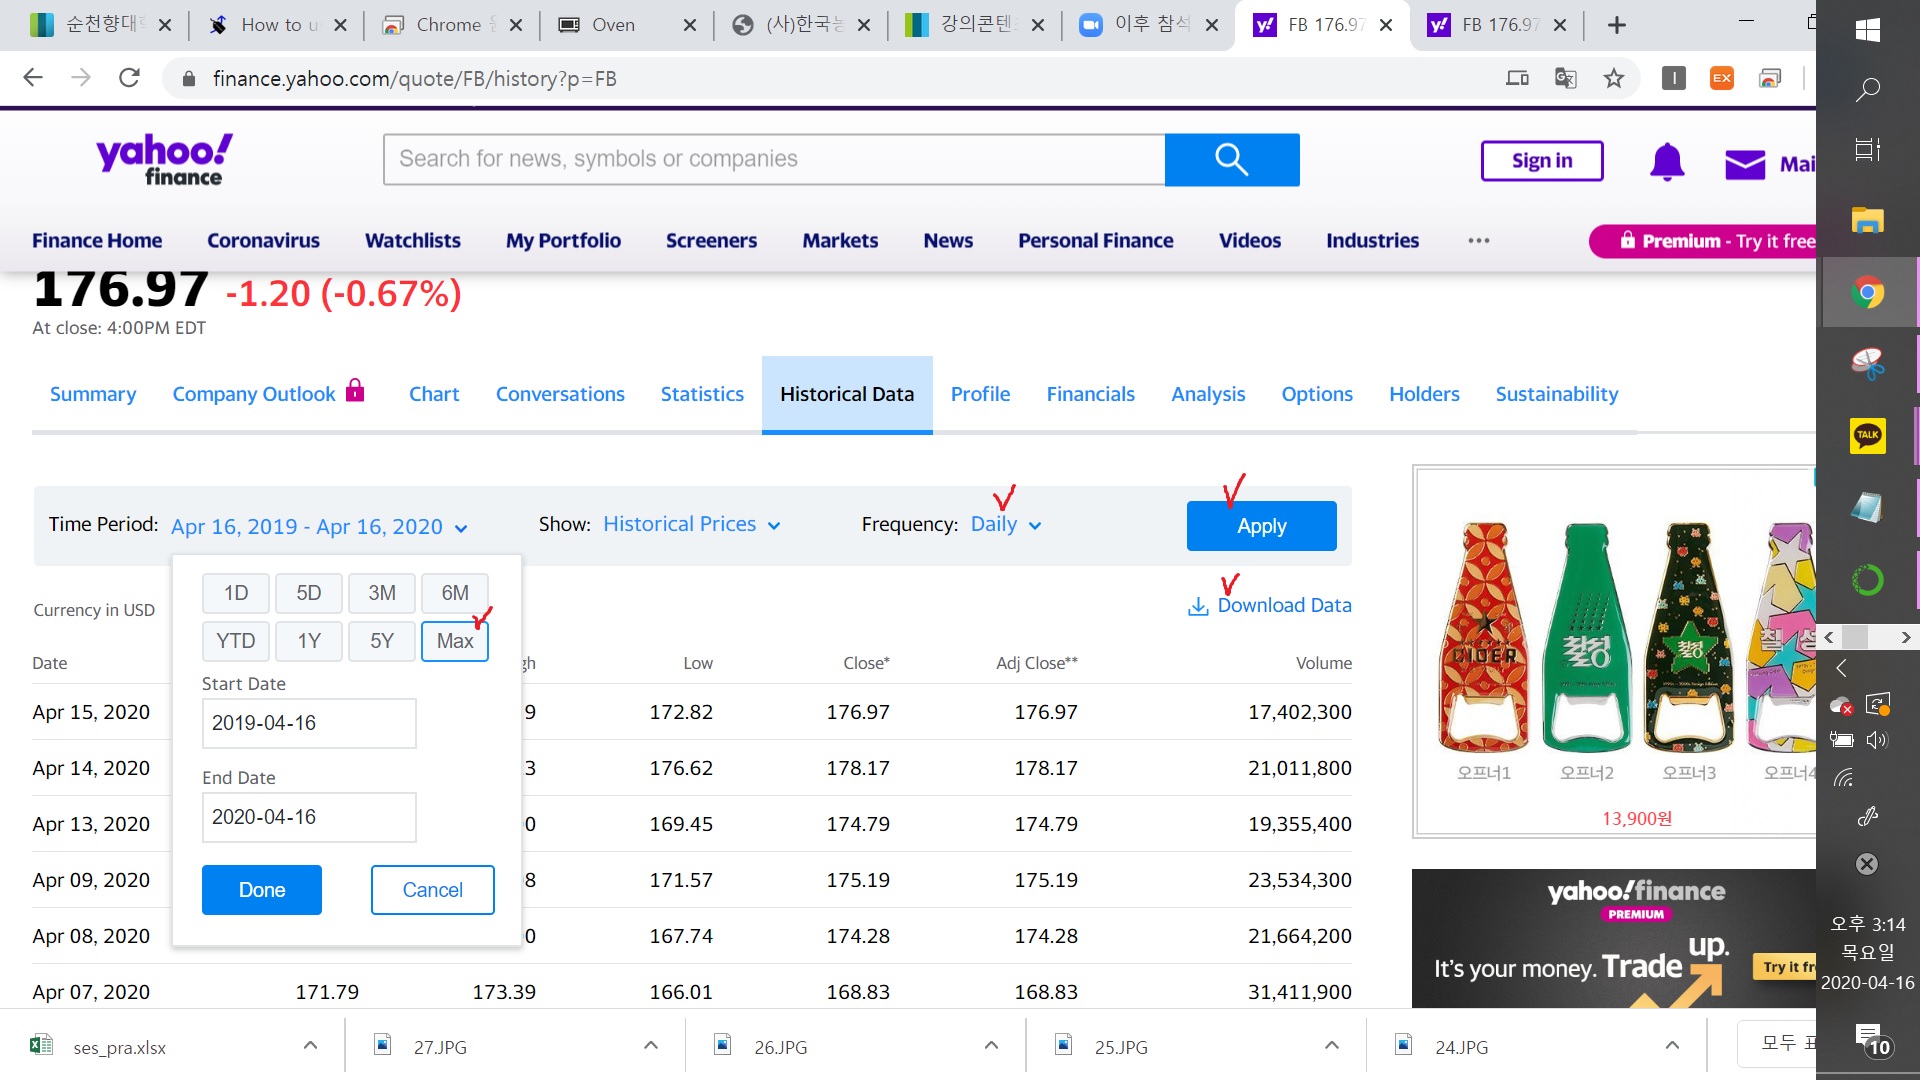 순천향대학
How to u
Chrome 웹
Oven
(사)한국능
강의콘텐츠
이후 참석
FB 176.97
FB 176.97
finance.yahoo.com/quote/FB/history?p=FB
EX
yahoo!
finance
Search for news, symbols or companies
Sign in
Mai
Finance Home
Coronavirus
Watchlists
My Portfolio
Screeners
Markets
News
Personal Finance
Videos
Industries
Premium - Try it free
176.97 -1.20 (-0.67%)
At close: 4:00PM EDT
Summary
Company Outlook
Chart
Conversations
Statistics
Historical Data
Profile
Financials
Analysis
Options
Holders
Sustainability
TALK
Time Period: Apr 16, 2019 - Apr 16, 2020
Show: Historical Prices
Frequency: Daily
Apply
1D 5D 3M 6M
YTD 1Y 5Y Max
Start Date
2019-04-16
End Date
2020-04-16
Done
Cancel
Currency in USD
Download Data
Date gh Low Close* Adj Close** Volume
Apr 15, 2020 9 172.82 176.97 176.97 17,402,300
Apr 14, 2020 3 176.62 178.17 178.17 21,011,800
Apr 13, 2020 0 169.45 174.79 174.79 19,355,400
Apr 09, 2020 8 171.57 175.19 175.19 23,534,300
Apr 08, 2020 0 167.74 174.28 174.28 21,664,200
Apr 07, 2020 171.79 173.39 166.01 168.83 168.83 31,411,900
CIDER
칠성
칠성
칠성
오프너1
오프너2
오프너3
오프너4
13,900원
yahoo!finance
PREMIUM
It's your money. Trade up.
Try it fr
오후 3:14
목요일
2020-04-16
10
ses_pra.xlsx
27.JPG
26.JPG
25.JPG
24.JPG
모두 표